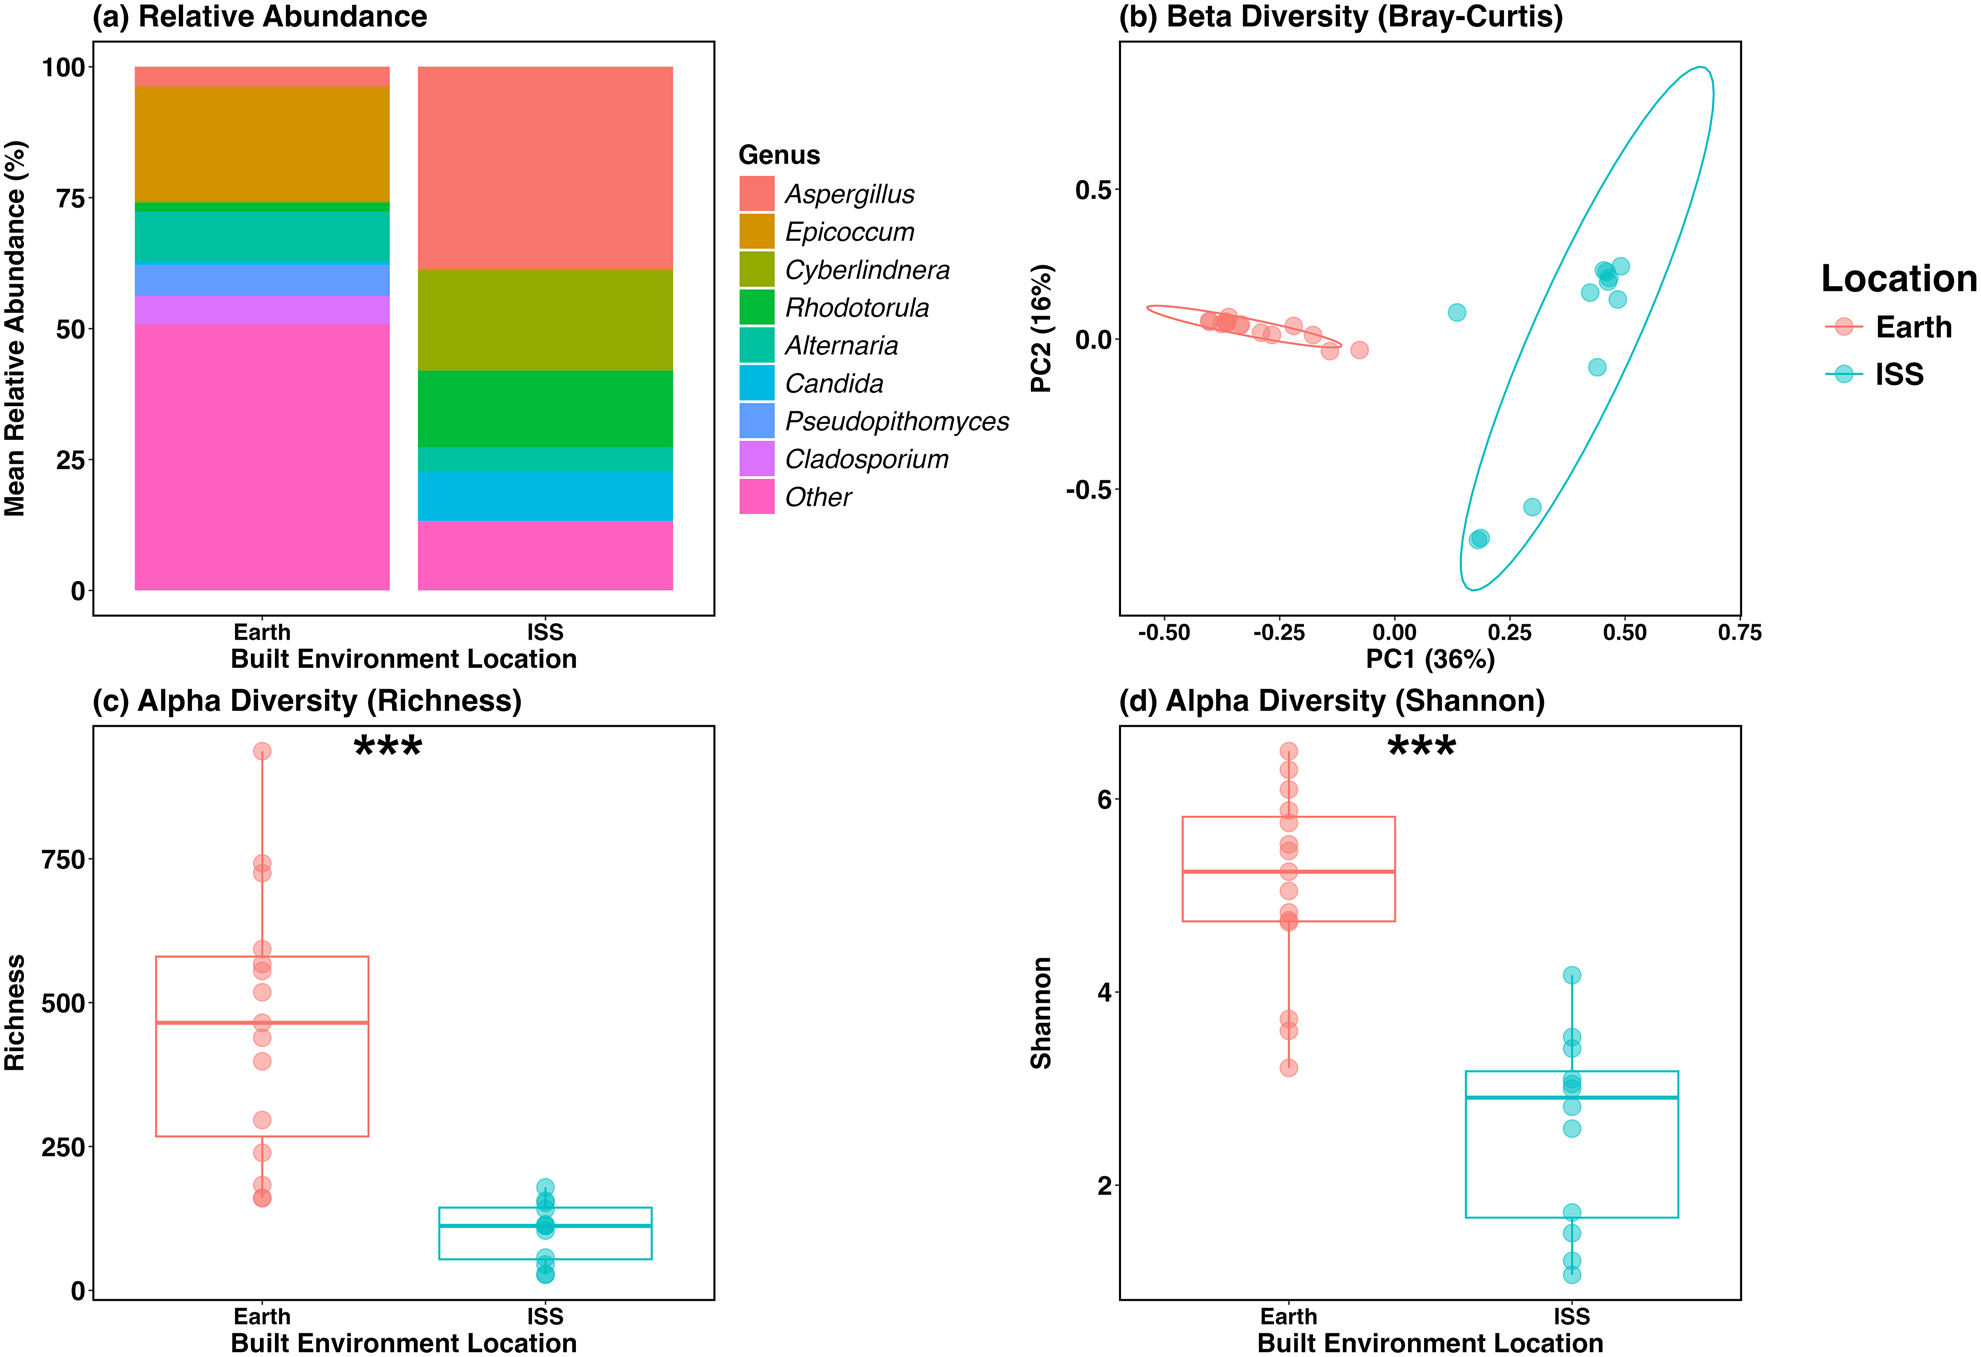 (a) Relative Abundance
100
75
50
25
0
Mean Relative Abundance (%)
Earth
ISS
Built Environment Location
Genus
Aspergillus
Epicoccum
Cyberlindnera
Rhodotorula
Alternaria
Candida
Pseudopithomyces
Cladosporium
Other
(b) Beta Diversity (Bray-Curtis)
0.5
0.0
-0.5
PC2 (16%)
-0.50
-0.25
0.00
0.25
0.50
0.75
PC1 (36%)
Location
Earth
ISS
(c) Alpha Diversity (Richness)
***
750
500
250
0
Richness
Earth
ISS
Built Environment Location
(d) Alpha Diversity (Shannon)
***
6
4
2
Shannon
Earth
ISS
Built Environment Location